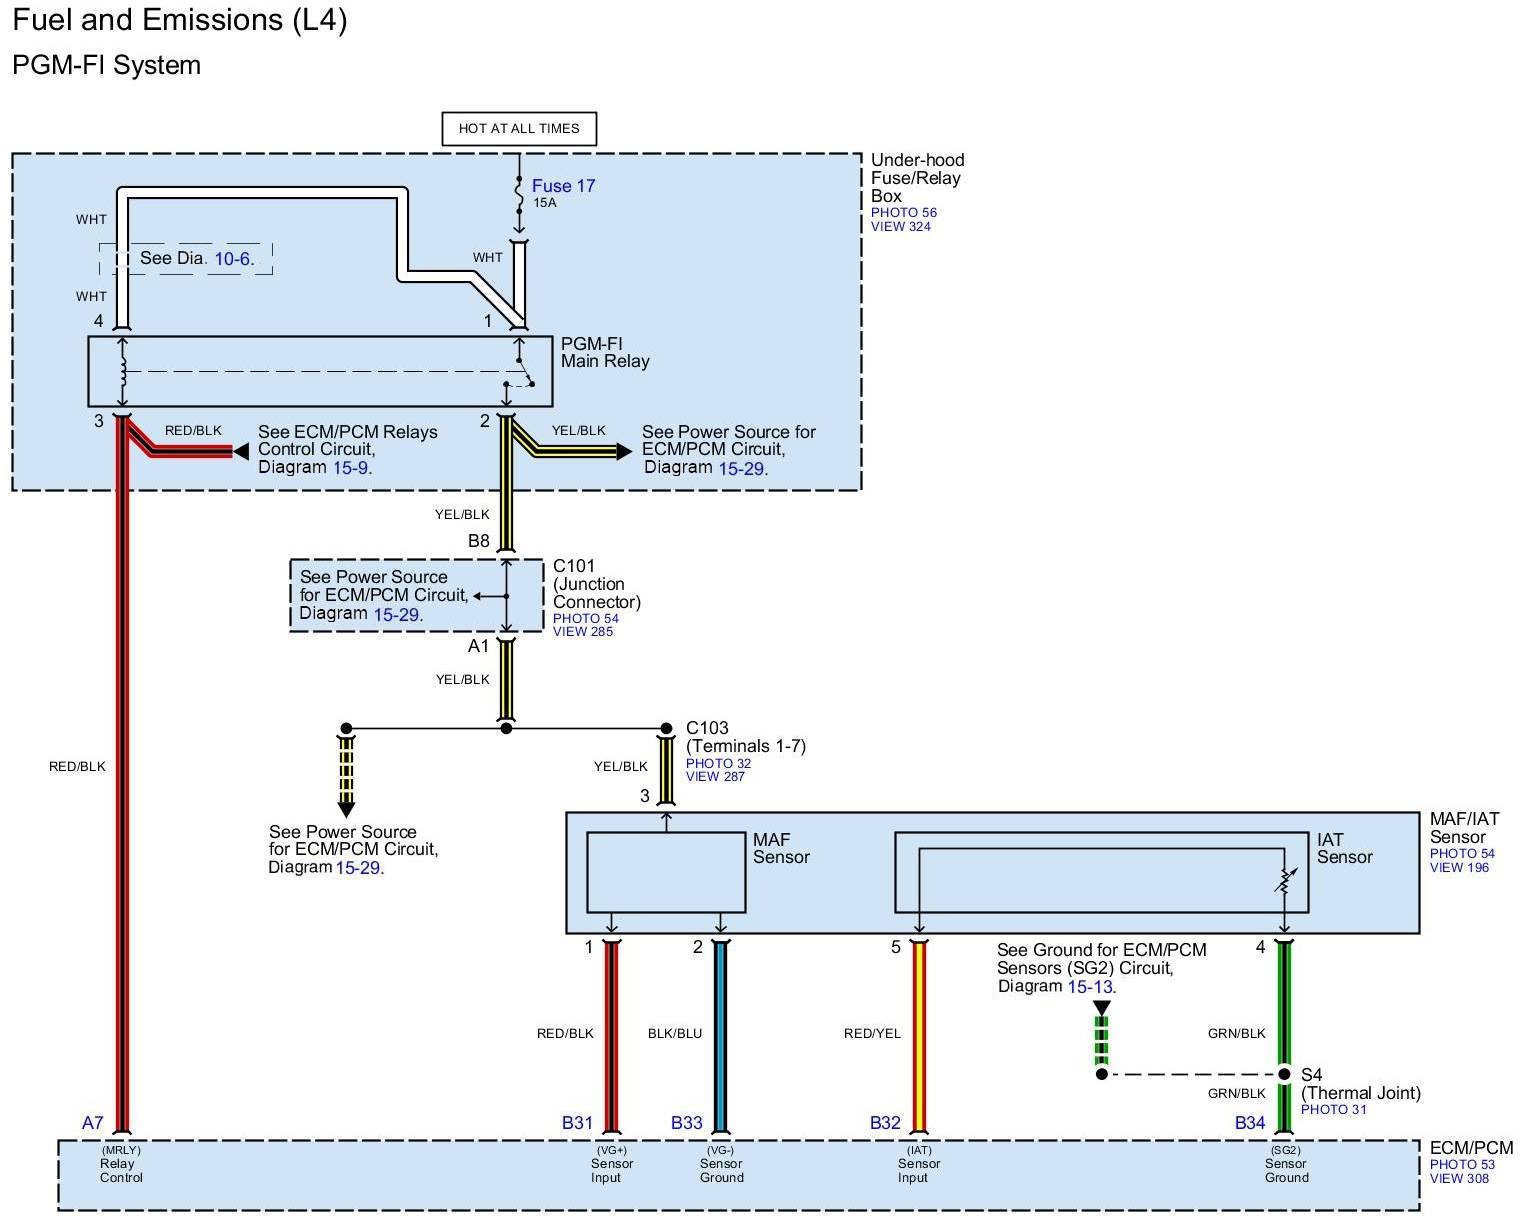 Fuel and Emissions (L4)
PGM-FI System
HOT AT ALL TIMES
Under-hood
Fuse/Relay
Box
PHOTO 56
VIEW 324
Fuse 17
15A
WHT
See Dia. 10-6.
WHT
WHT
4
1
PGM-FI
Main Relay
3
2
RED/BLK
See ECM/PCM Relays
Control Circuit,
Diagram 15-9.
YEL/BLK
See Power Source for
ECM/PCM Circuit,
Diagram 15-29.
YEL/BLK
B8
See Power Source
for ECM/PCM Circuit,
Diagram 15-29.
C101
(Junction
Connector)
PHOTO 54
VIEW 285
A1
YEL/BLK
C103
(Terminals 1-7)
PHOTO 32
VIEW 287
RED/BLK
YEL/BLK
3
See Power Source
for ECM/PCM Circuit,
Diagram 15-29.
MAF
Sensor
IAT
Sensor
MAF/IAT
Sensor
PHOTO 54
VIEW 196
1
2
5
4
See Ground for ECM/PCM
Sensors (SG2) Circuit,
Diagram 15-13.
RED/BLK
BLK/BLU
RED/YEL
GRN/BLK
S4
(Thermal Joint)
PHOTO 31
GRN/BLK
A7
B31
B33
B32
B34
(MRLY)
Relay
Control
(VG+)
Sensor
Input
(VG-)
Sensor
Ground
(IAT)
Sensor
Input
(SG2)
Sensor
Ground
ECM/PCM
PHOTO 53
VIEW 308